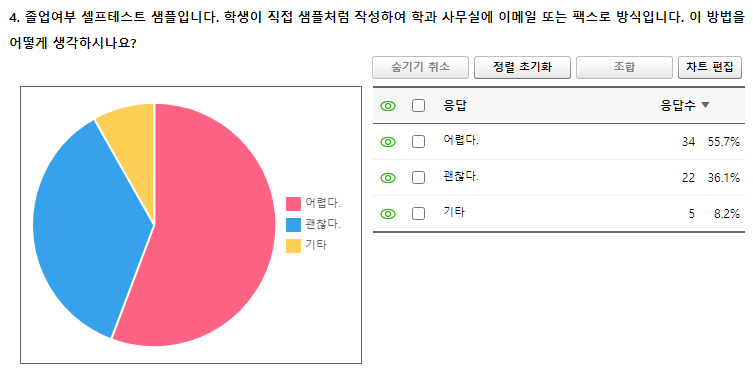 4. 졸업여부 셀프테스트 샘플입니다. 학생이 직접 샘플처럼 작성하여 학과 사무실에 이메일 또는 팩스로 방식입니다. 이 방법을
어떻게 생각하시나요?
숨기기 취소 정렬 초기화 조합 차트 편집
응답 응답수 ▼
어렵다. 34 55.7%
괜찮다. 22 36.1%
기타 5 8.2%
어렵다.
괜찮다.
기타